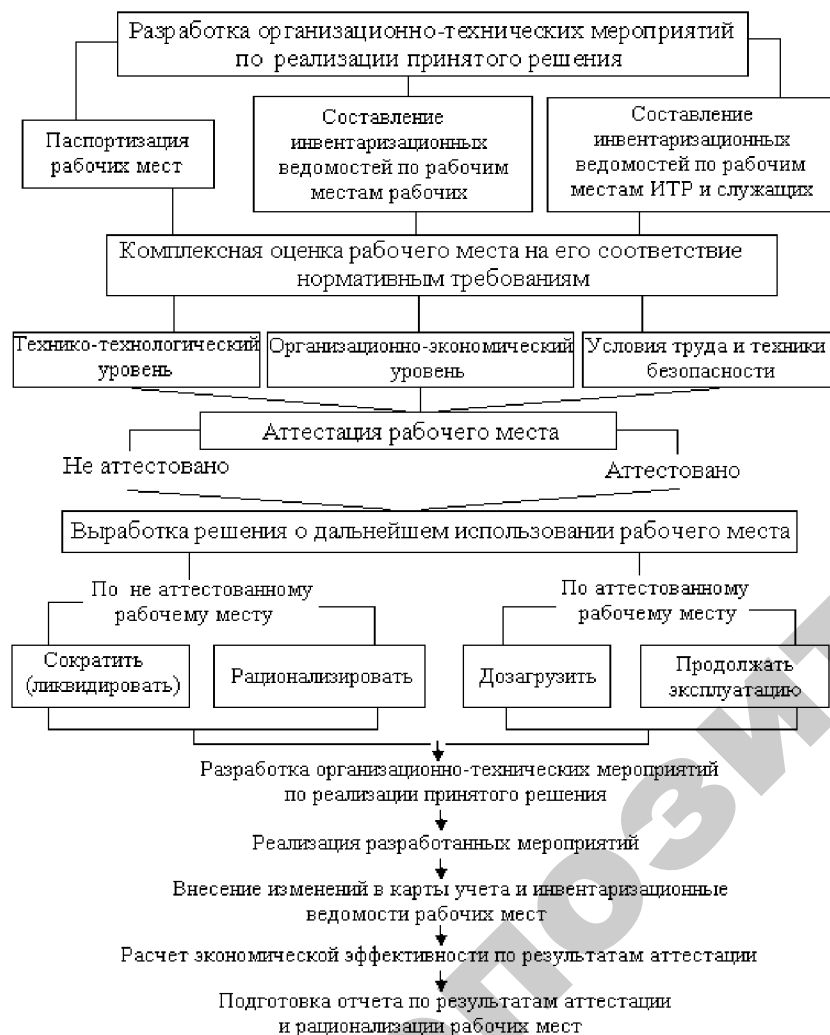 Разработка организационно-технических мероприятий
по реализации принятого решения
Паспортизация
рабочих мест
Составление
инвентаризационных
ведомостей по рабочим
местам рабочих
Составление
инвентаризационных
ведомостей по рабочим
местам ИТР и служащих
Комплексная оценка рабочего места на его соответствие
нормативным требованиям
Технико-технологический
уровень
Организационно-экономический
уровень
Условия труда и техники
безопасности
Аттестация рабочего места
Не аттестовано
Аттестовано
Выработка решения о дальнейшем использовании рабочего места
По не аттестованному
рабочему месту
По аттестованному
рабочему месту
Сократить
(ликвидировать)
Рационализировать
Дозагрузить
Продолжать
эксплуатацию
Разработка организационно-технических мероприятий
по реализации принятого решения
Реализация разработанных мероприятий
Внесение изменений в карты учета и инвентаризационные
ведомости рабочих мест
Расчет экономической эффективности по результатам аттестации
Подготовка отчета по результатам аттестации
и рационализации рабочих мест